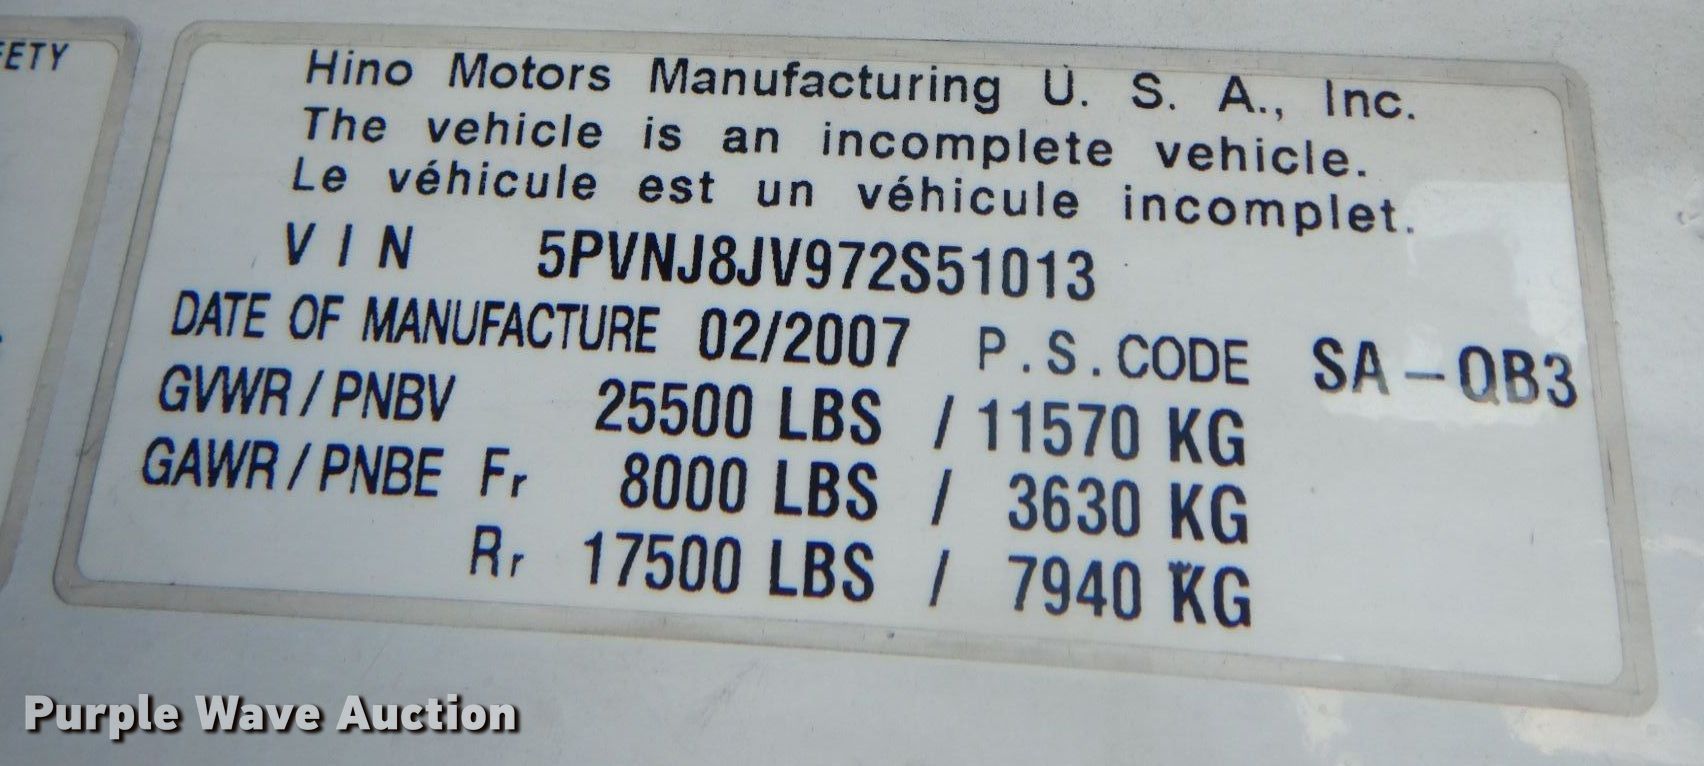 ETY
Hino Motors Manufacturing U. S. A., Inc.
The vehicle is an incomplete vehicle.
Le véhicule est un véhicule incomplet.
VIN 5PVNJ8JV972S51013
DATE OF MANUFACTURE 02/2007 P.S.CODE SA-QB3
GVWR/PNBV 25500 LBS / 11570 KG
GAWR/PNBE Fr 8000 LBS / 3630 KG
Rr 17500 LBS / 7940 KG
Purple Wave Auction